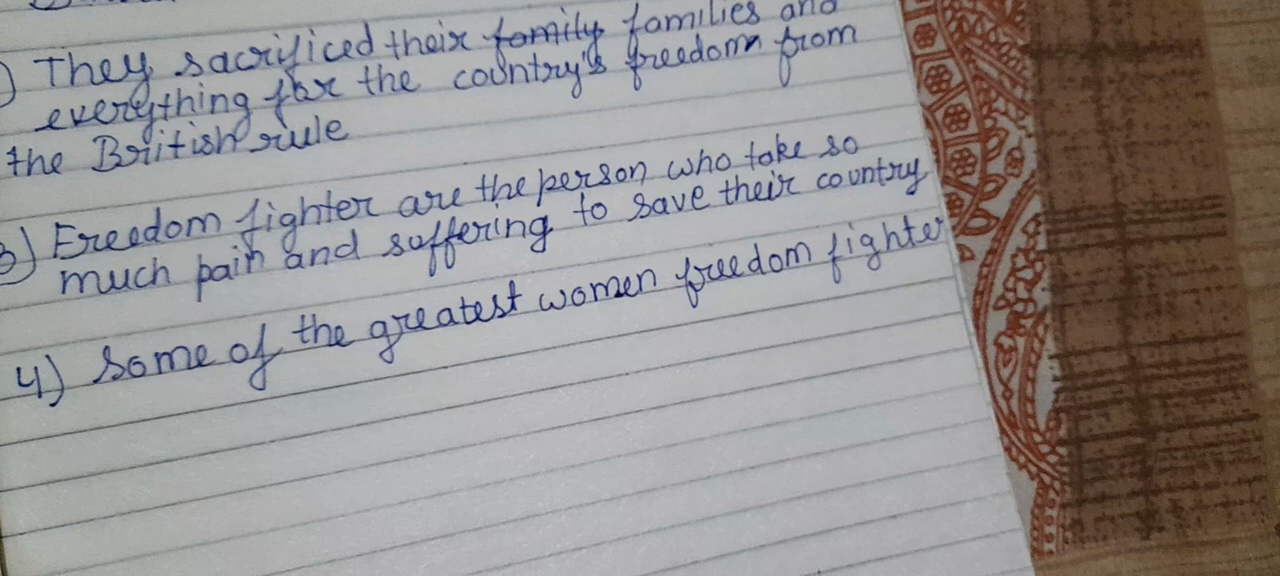 ) They sacrificed their family families and
everything for the country's freedom from
the British rule
3) Freedom fighter are the person who take so
much pain and suffering to save their country
4) Some of the greatest women freedom fighter